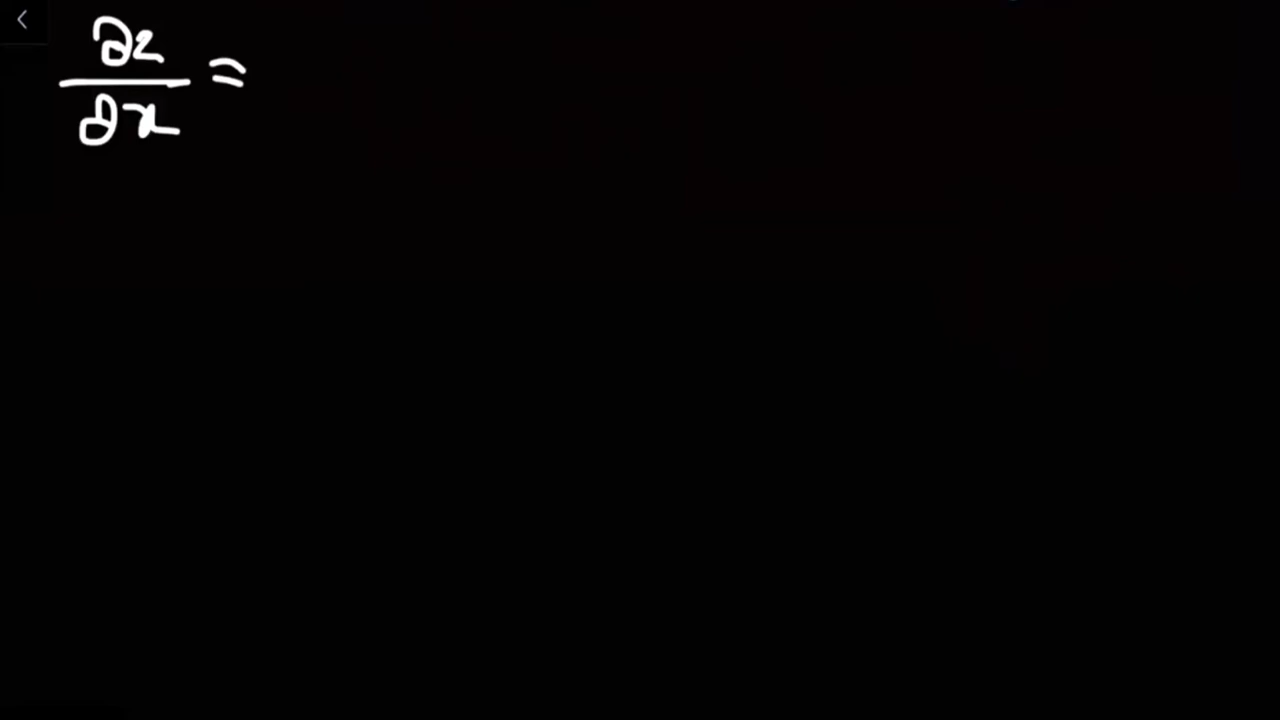 ∂z/∂x =